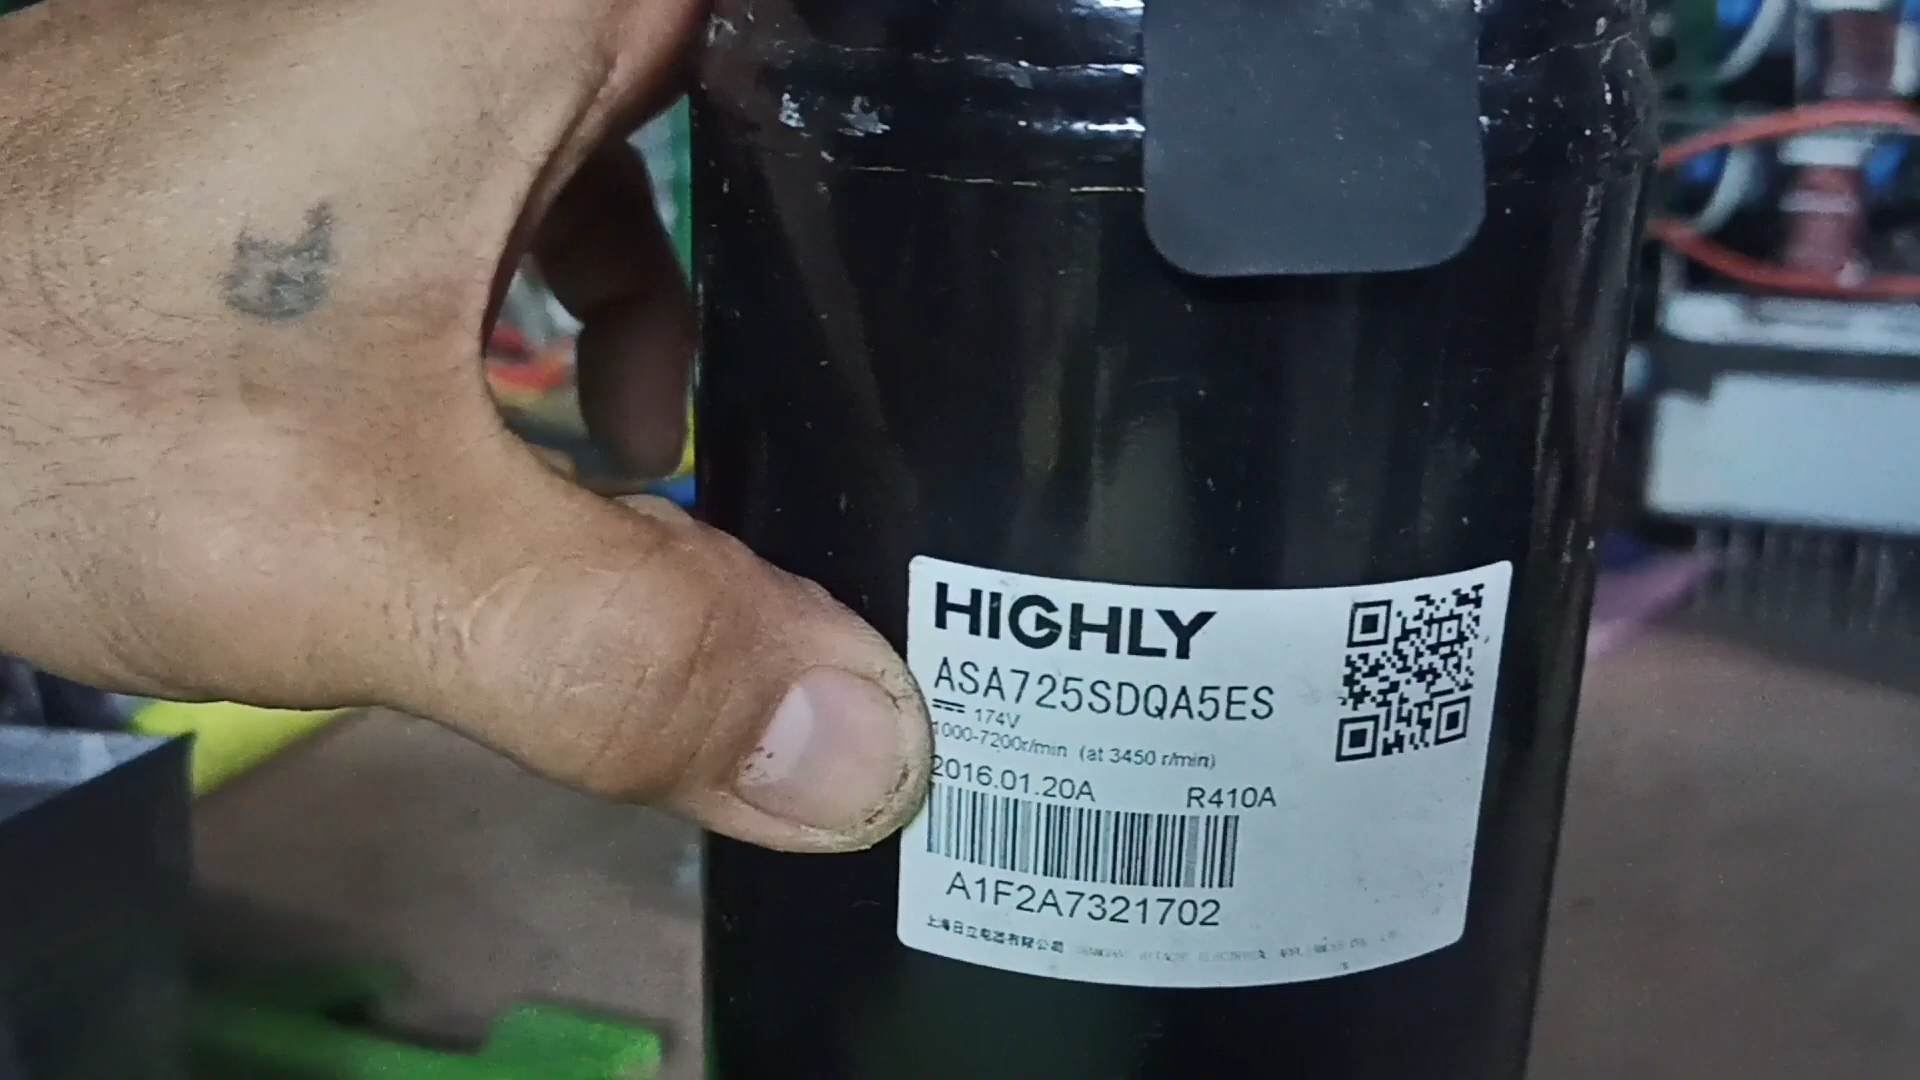 HIGHLY
ASA725SDQA5ES
174V
1000-7200r/min (at 3450 r/min)
2016.01.20A R410A
A1F2A7321702
上海日立电器有限公司